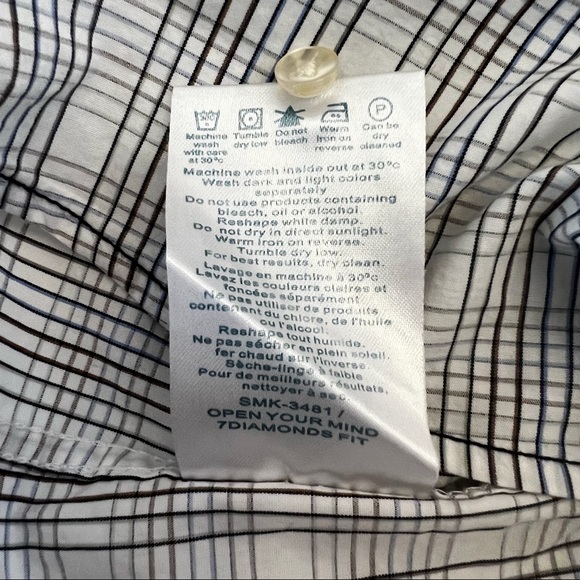 Machine wash with care at 30°c
Tumble dry low
Do not bleach
Warm iron on reverse
P
Can be dry cleaned
Machine wash inside out at 30°c
Wash dark and light colors
separately
Do not use products containing
bleach, oil or alcohol.
Reshape while damp.
Do not dry in direct sunlight.
Warm iron on reverse.
Tumble dry low.
For best results, dry clean.
Lavage en machine à 30°c
Lavez les couleurs claires et
foncées séparément.
Ne pas utiliser de produits
contenant du chlore, de l'huile
ou l'alcool.
Reshape tout humide.
Ne pas sécher en plein soleil.
fer chaud sur l'inverse.
Sèche-linge à faible
Pour de meilleurs résultats,
nettoyer à sec.
SMK-3481 /
OPEN YOUR MIND
7DIAMONDS FIT